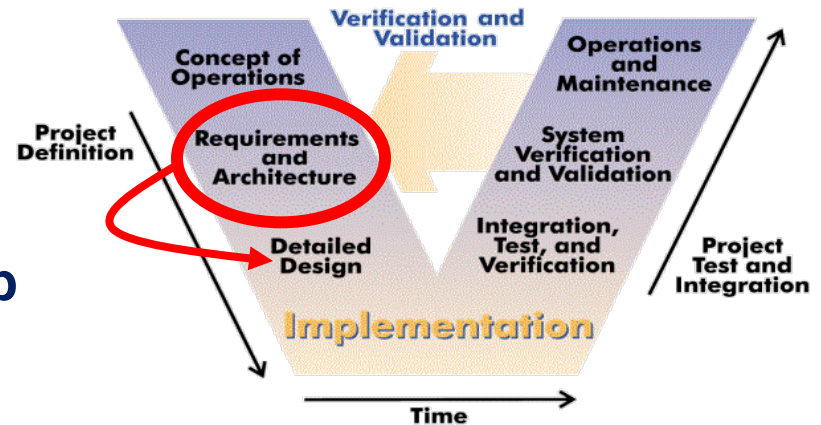 Verification and
Validation
Concept of
Operations
Operations
and
Maintenance
Project
Definition
Requirements
and
Architecture
System
Verification
and Validation
Detailed
Design
Integration,
Test, and
Verification
Project
Test and
Integration
Implementation
Time